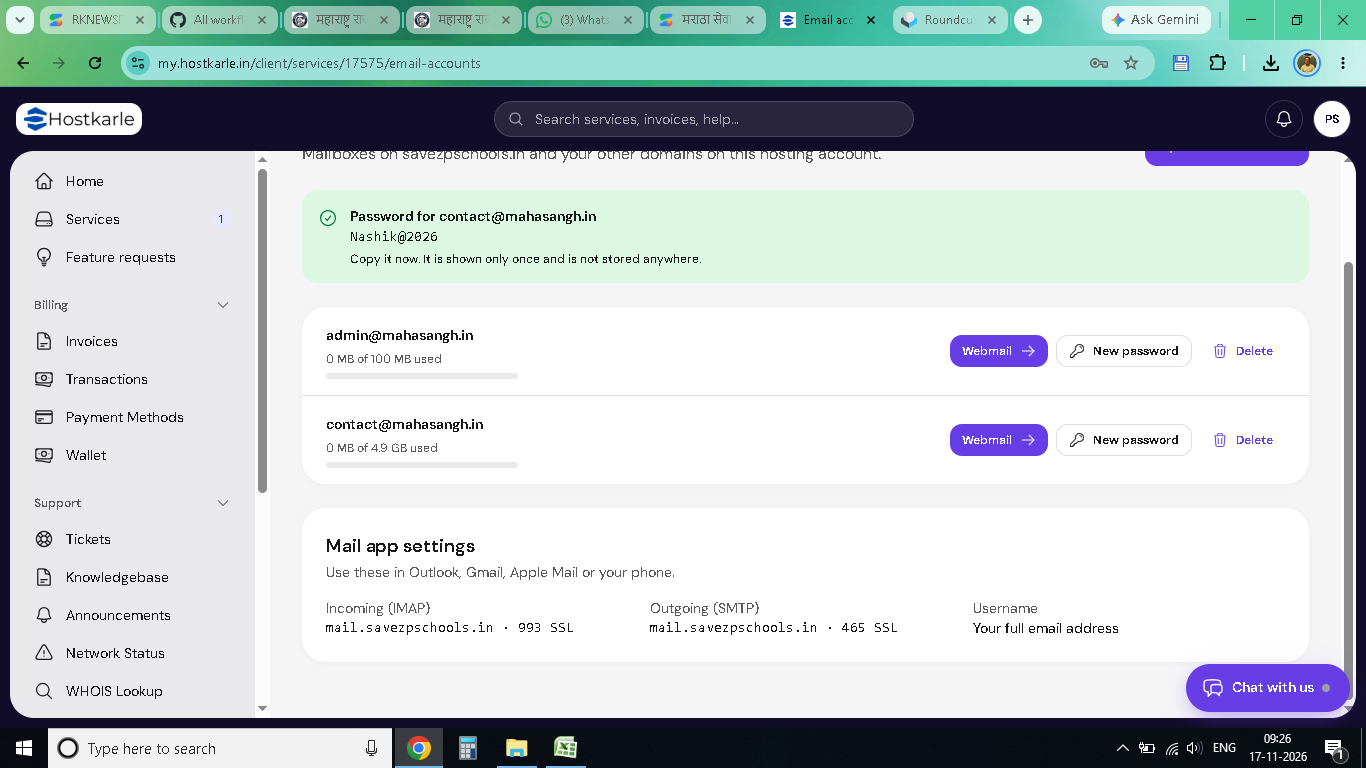 RKNEWS
All workf
महाराष्ट्र रा
महाराष्ट्र रा
(3) Whats
मराठा सेवा
Email acc
Roundcu
Ask Gemini
my.hostkarle.in/client/services/17575/email-accounts
Hostkarle
Search services, invoices, help...
PS
Mailboxes on savezpschools.in and your other domains on this hosting account.
Home
Services 1
Feature requests
Billing
Invoices
Transactions
Payment Methods
Wallet
Support
Tickets
Knowledgebase
Announcements
Network Status
WHOIS Lookup
Password for contact@mahasangh.in
Nashik@2026
Copy it now. It is shown only once and is not stored anywhere.
admin@mahasangh.in
0 MB of 100 MB used
Webmail New password Delete
contact@mahasangh.in
0 MB of 4.9 GB used
Webmail New password Delete
Mail app settings
Use these in Outlook, Gmail, Apple Mail or your phone.
Incoming (IMAP)
mail.savezpschools.in · 993 SSL
Outgoing (SMTP)
mail.savezpschools.in · 465 SSL
Username
Your full email address
Chat with us
Type here to search
ENG
09:26
17-11-2026
1